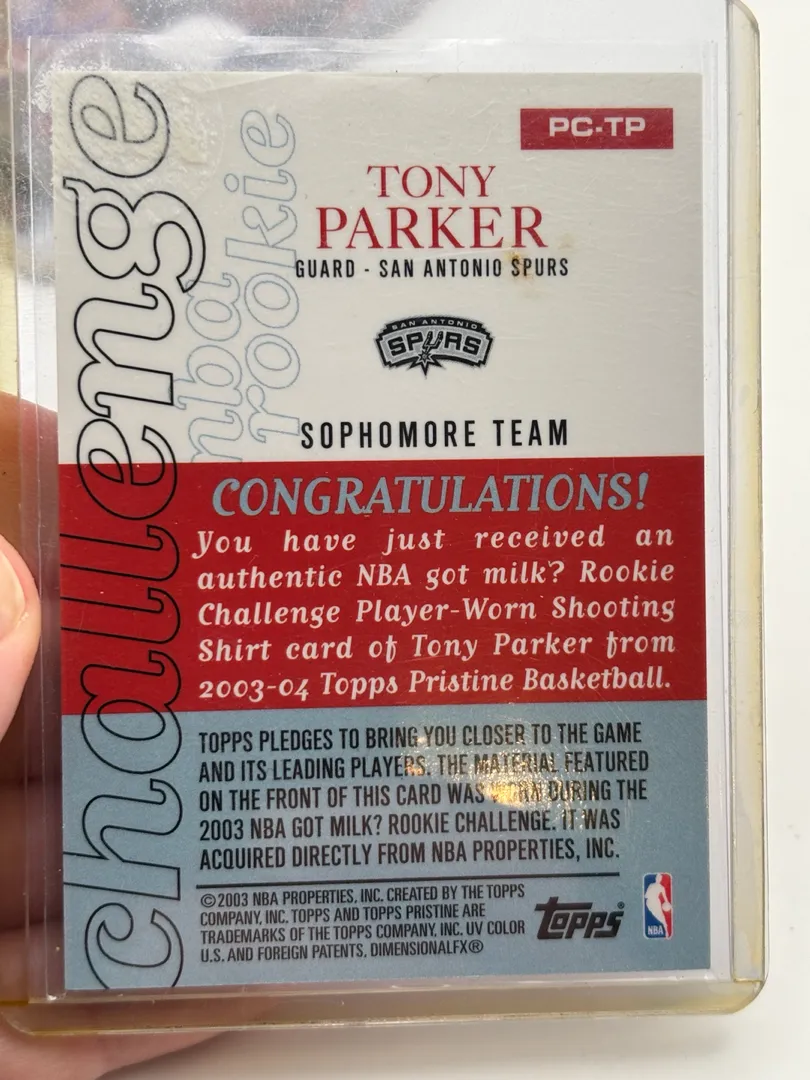 PC-TP
challenge
nba
rookie
TONY
PARKER
GUARD - SAN ANTONIO SPURS
SAN ANTONIO
SPURS
SOPHOMORE TEAM
CONGRATULATIONS!
You have just received an
authentic NBA got milk? Rookie
Challenge Player-Worn Shooting
Shirt card of Tony Parker from
2003-04 Topps Pristine Basketball.
TOPPS PLEDGES TO BRING YOU CLOSER TO THE GAME
AND ITS LEADING PLAYERS. THE MATERIAL FEATURED
ON THE FRONT OF THIS CARD WAS WORN DURING THE
2003 NBA GOT MILK? ROOKIE CHALLENGE. IT WAS
ACQUIRED DIRECTLY FROM NBA PROPERTIES, INC.
©2003 NBA PROPERTIES, INC. CREATED BY THE TOPPS
COMPANY, INC. TOPPS AND TOPPS PRISTINE ARE
TRADEMARKS OF THE TOPPS COMPANY, INC. UV COLOR
U.S. AND FOREIGN PATENTS. DIMENSIONALFX®
Topps®
NBA